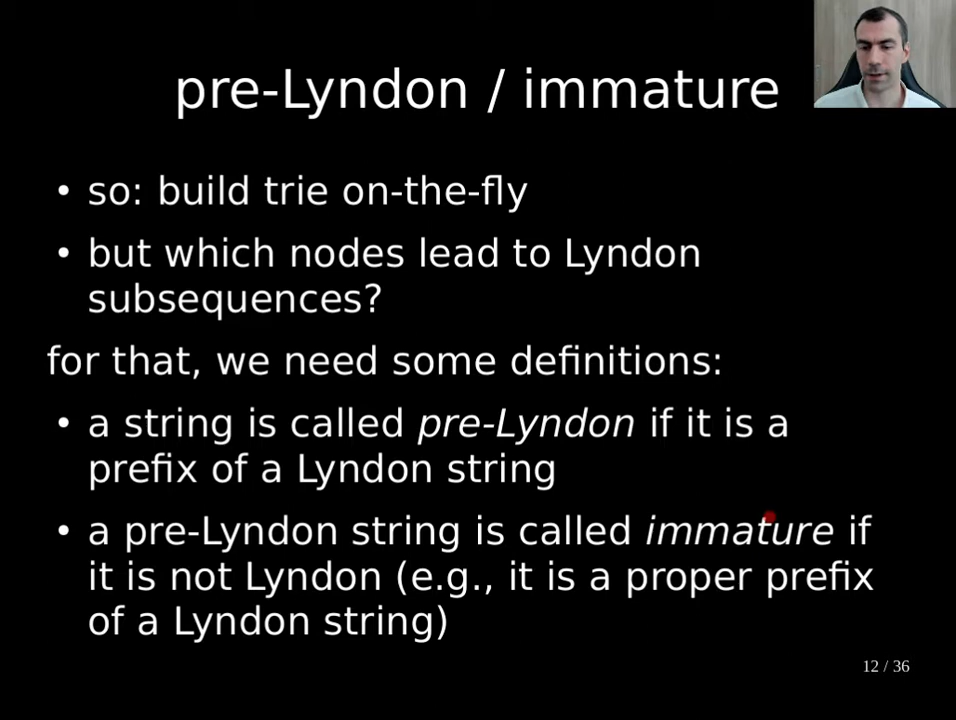 pre-Lyndon / immature
• so: build trie on-the-fly
• but which nodes lead to Lyndon
subsequences?
for that, we need some definitions:
• a string is called pre-Lyndon if it is a
prefix of a Lyndon string
• a pre-Lyndon string is called immature if
it is not Lyndon (e.g., it is a proper prefix
of a Lyndon string)
12 / 36